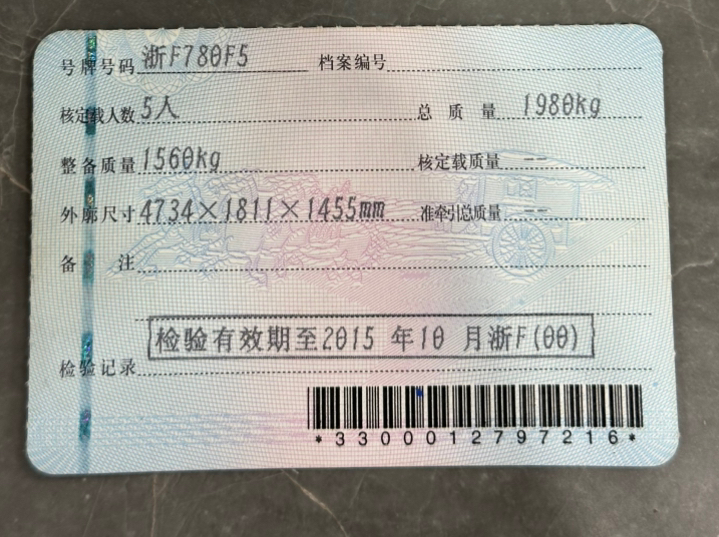 号牌号码 浙F780F5 档案编号
核定载人数 5人 总质量 1980kg
整备质量 1560kg 核定载质量 --
外廓尺寸 4734×1811×1455mm 准牵引总质量 --
备注
检验有效期至2015 年10 月浙F(00)
检验记录
*3300012797216*